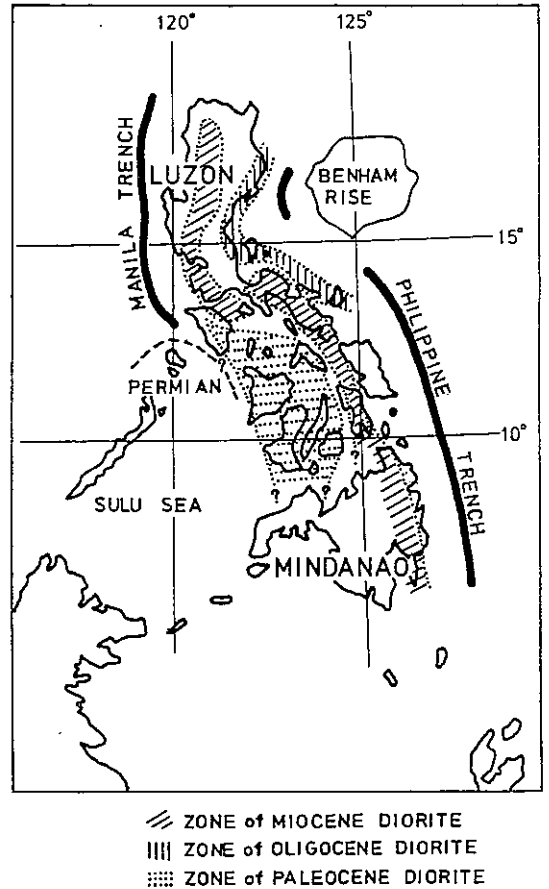 120° 125°
MANILA TRENCH
LUZON
BENHAM
RISE
15°
PHILIPPINE
TRENCH
?
PERMIAN
10°
?
?
?
SULU SEA
MINDANAO
ZONE of MIOCENE DIORITE
ZONE of OLIGOCENE DIORITE
ZONE of PALEOCENE DIORITE